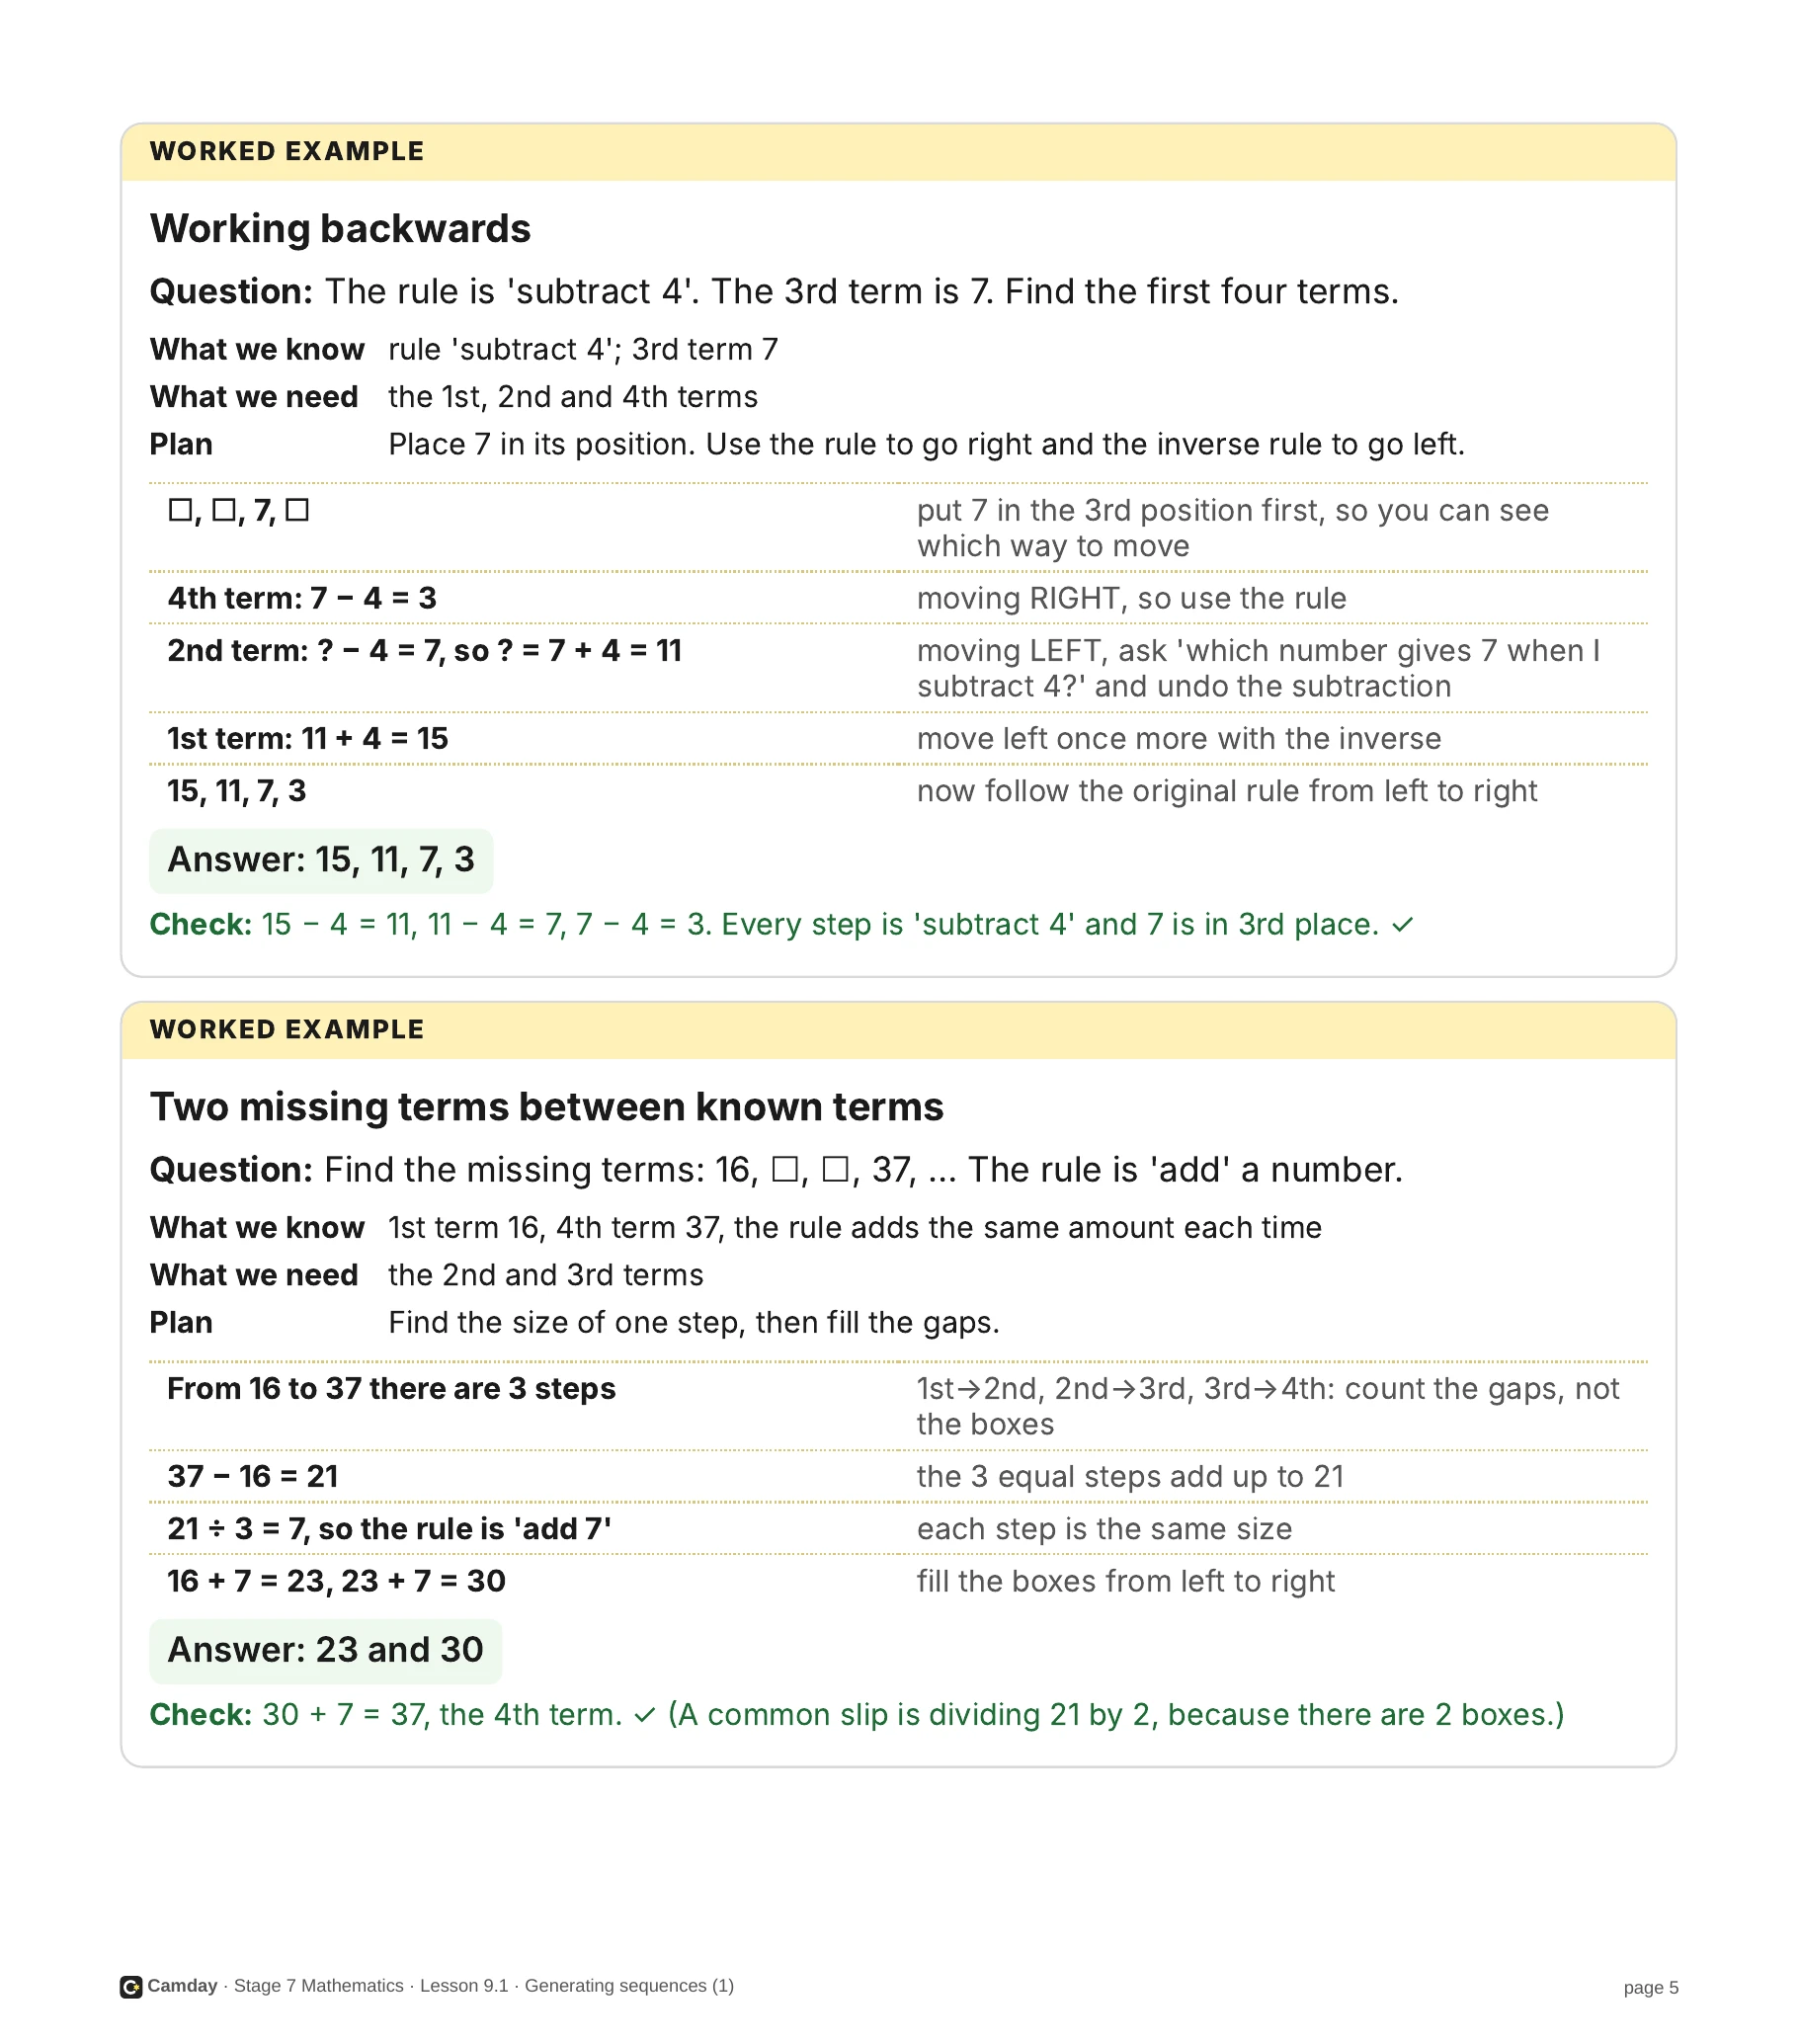 WORKED EXAMPLE
Working backwards
Question: The rule is 'subtract 4'. The 3rd term is 7. Find the first four terms.
What we know rule 'subtract 4'; 3rd term 7
What we need the 1st, 2nd and 4th terms
Plan Place 7 in its position. Use the rule to go right and the inverse rule to go left.
□, □, 7, □ put 7 in the 3rd position first, so you can see
which way to move
4th term: 7 − 4 = 3 moving RIGHT, so use the rule
2nd term: ? − 4 = 7, so ? = 7 + 4 = 11 moving LEFT, ask 'which number gives 7 when I
subtract 4?' and undo the subtraction
1st term: 11 + 4 = 15 move left once more with the inverse
15, 11, 7, 3 now follow the original rule from left to right
Answer: 15, 11, 7, 3
Check: 15 − 4 = 11, 11 − 4 = 7, 7 − 4 = 3. Every step is 'subtract 4' and 7 is in 3rd place. ✓
WORKED EXAMPLE
Two missing terms between known terms
Question: Find the missing terms: 16, □, □, 37, ... The rule is 'add' a number.
What we know 1st term 16, 4th term 37, the rule adds the same amount each time
What we need the 2nd and 3rd terms
Plan Find the size of one step, then fill the gaps.
From 16 to 37 there are 3 steps 1st→2nd, 2nd→3rd, 3rd→4th: count the gaps, not
the boxes
37 − 16 = 21 the 3 equal steps add up to 21
21 ÷ 3 = 7, so the rule is 'add 7' each step is the same size
16 + 7 = 23, 23 + 7 = 30 fill the boxes from left to right
Answer: 23 and 30
Check: 30 + 7 = 37, the 4th term. ✓ (A common slip is dividing 21 by 2, because there are 2 boxes.)
Camday · Stage 7 Mathematics · Lesson 9.1 · Generating sequences (1) page 5